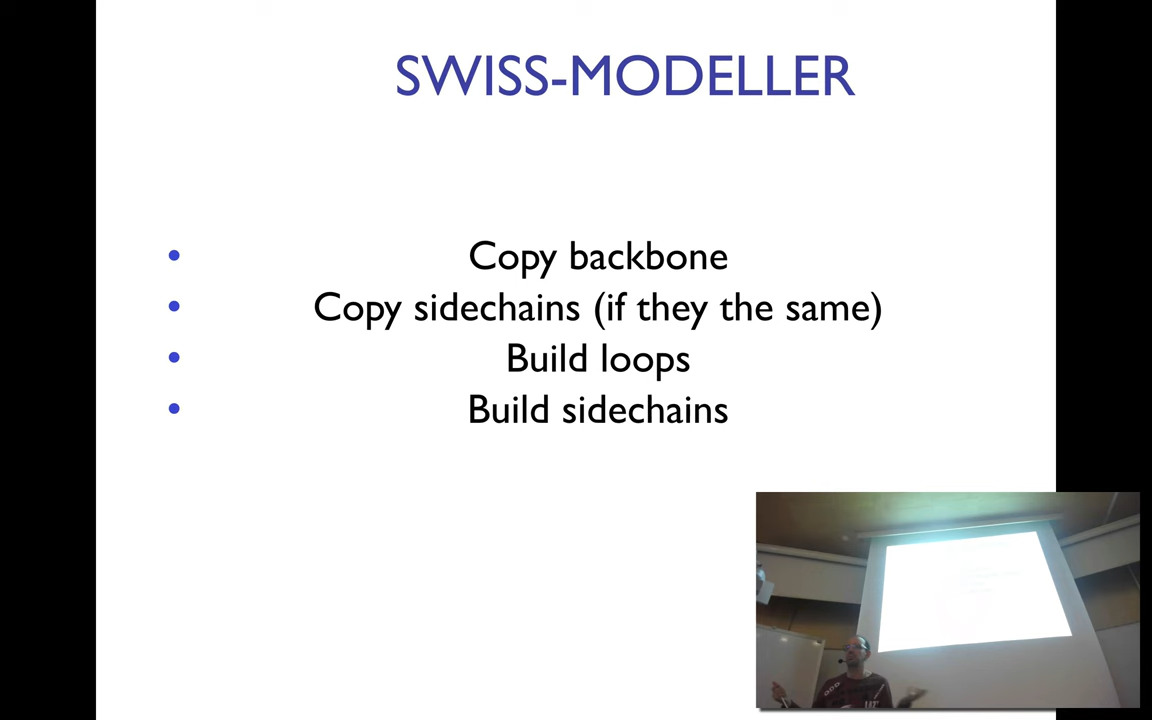 SWISS-MODELLER
• Copy backbone
• Copy sidechains (if they the same)
• Build loops
• Build sidechains